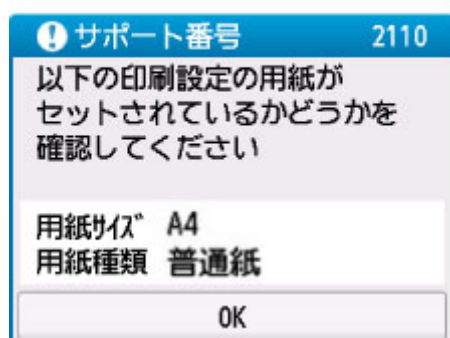 サポート番号 2110
以下の印刷設定の用紙が
セットされているかどうかを
確認してください
用紙ｻｲｽﾞ A4
用紙種類 普通紙
OK